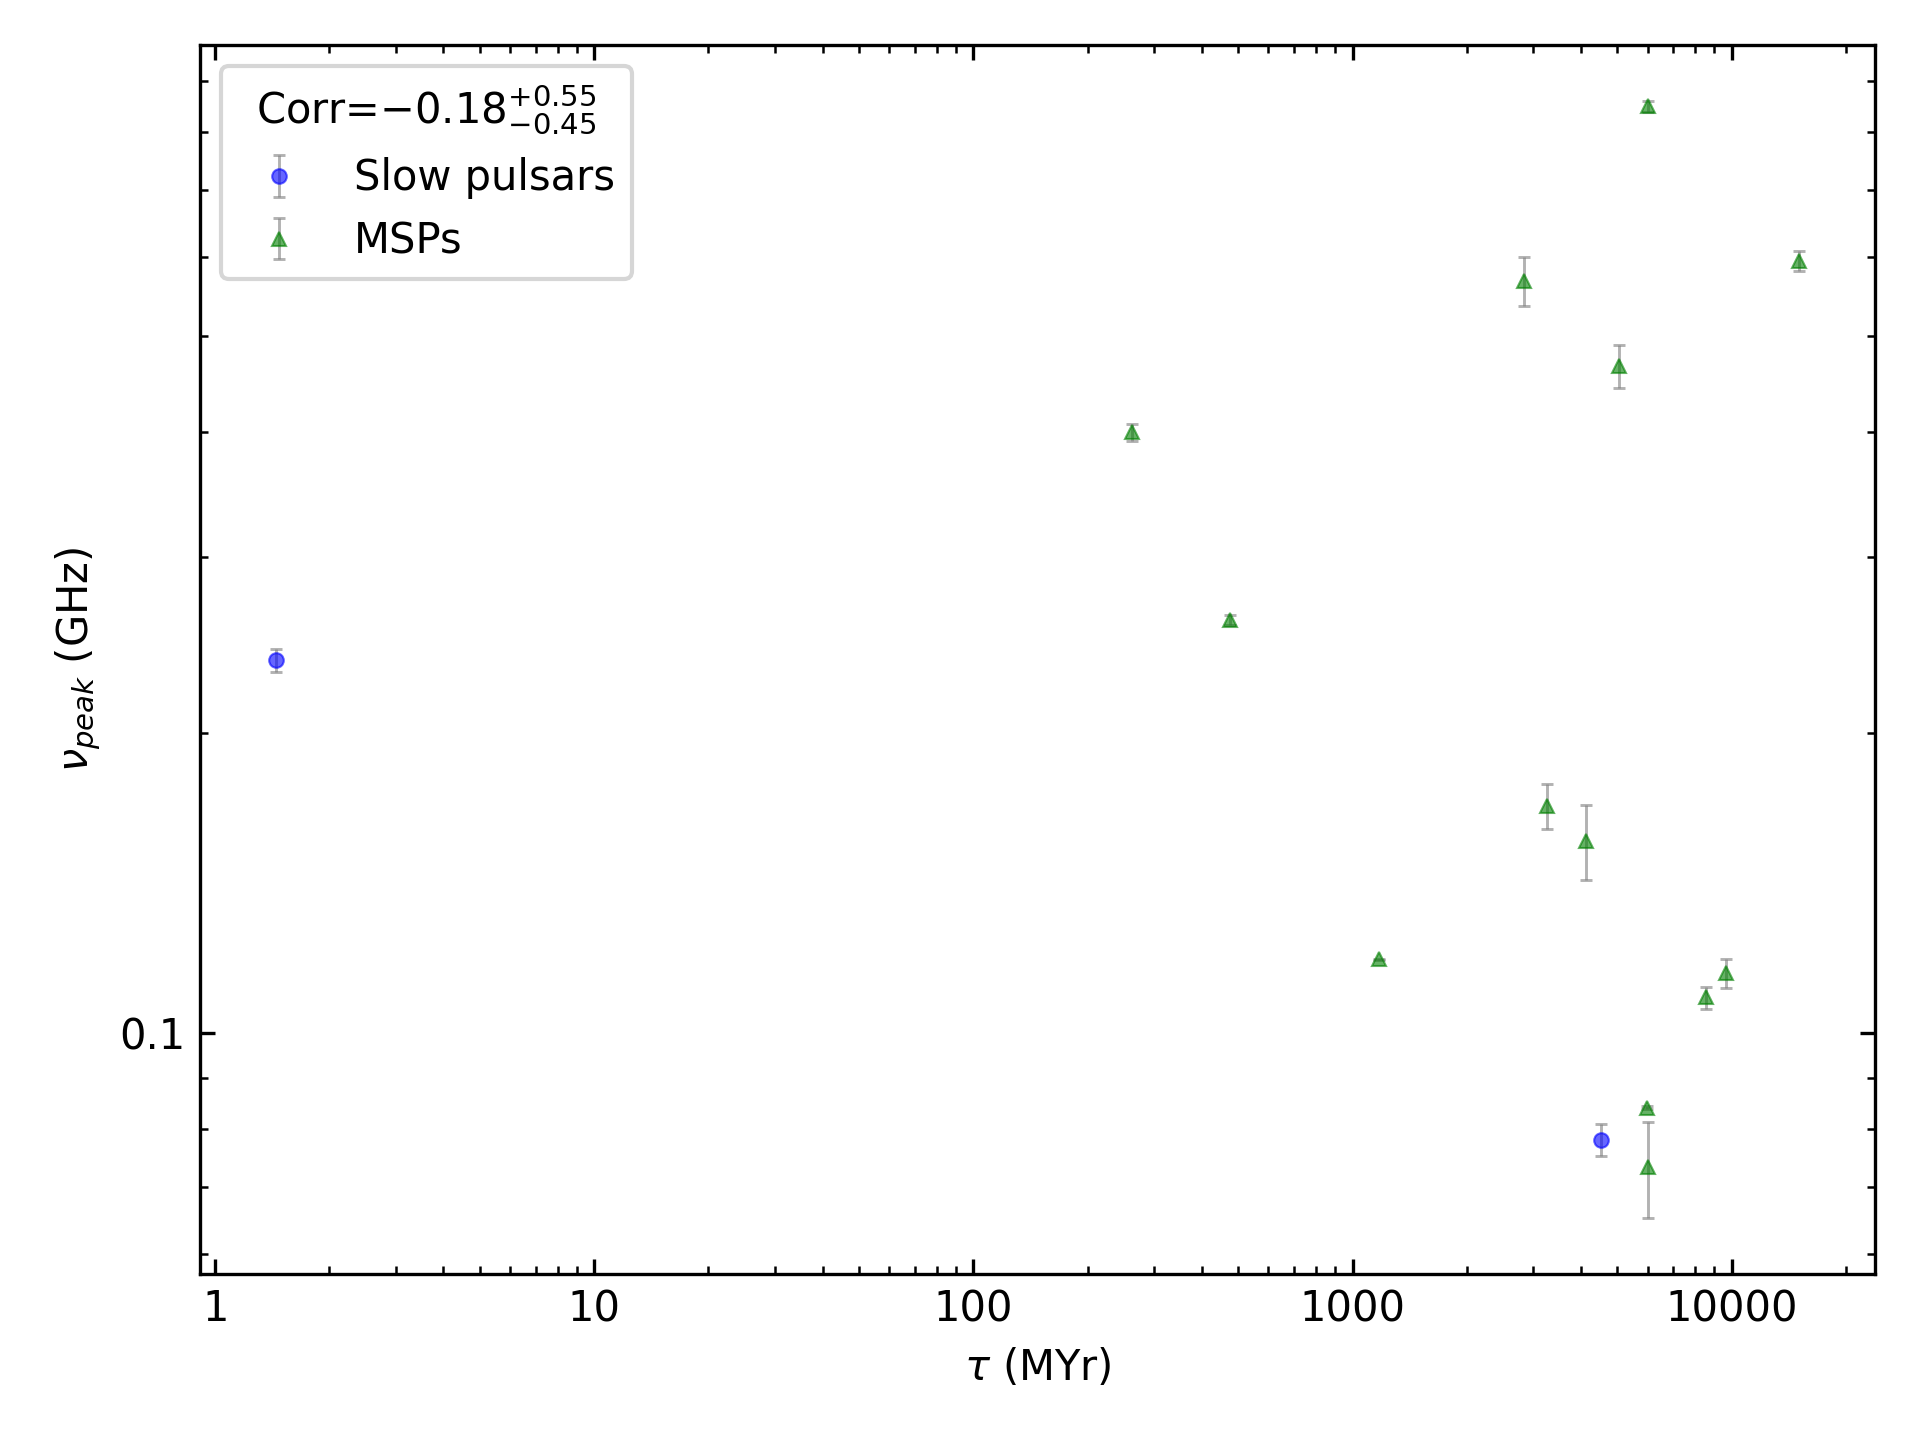 Corr=−0.18+0.55−0.45
Slow pulsars
MSPs
νpeak (GHz)
0.1
1 10 100 1000 10000
τ (MYr)